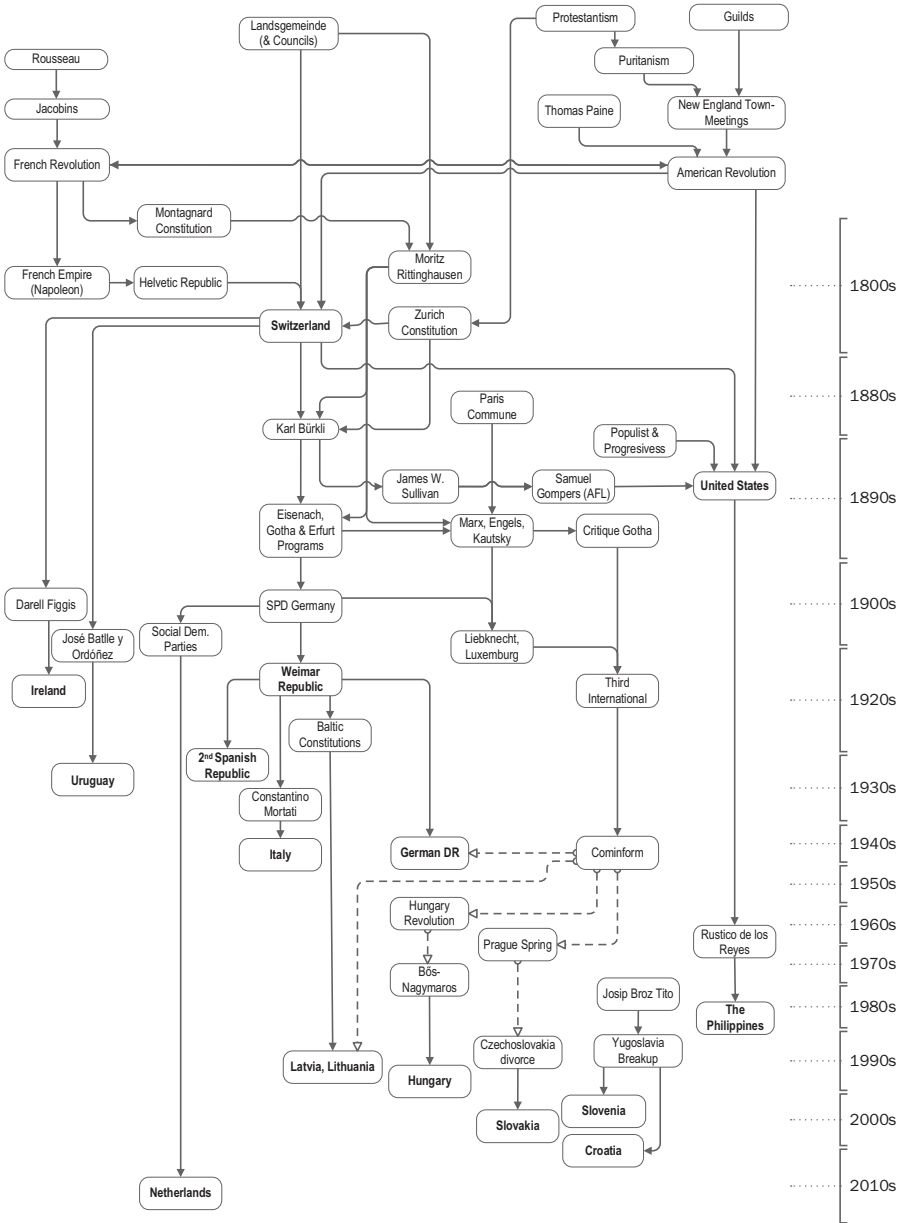 Landsgemeinde
(& Councils)
Protestantism
Guilds
Rousseau
Puritanism
Jacobins
Thomas Paine
New England Town-
Meetings
French Revolution
American Revolution
Montagnard
Constitution
Moritz
Rittinghausen
French Empire
(Napoleon)
Helvetic Republic
1800s
Switzerland
Zurich
Constitution
1880s
Paris
Commune
Karl Bürkli
Populist &
Progresivess
James W.
Sullivan
Samuel
Gompers (AFL)
United States
1890s
Eisenach,
Gotha & Erfurt
Programs
Marx, Engels,
Kautsky
Critique Gotha
Darell Figgis
SPD Germany
1900s
José Batlle y
Ordóñez
Social Dem.
Parties
Liebknecht,
Luxemburg
Ireland
Weimar
Republic
Third
International
1920s
Baltic
Constitutions
2nd Spanish
Republic
Uruguay
1930s
Constantino
Mortati
Italy
German DR
Cominform
1940s
1950s
Hungary
Revolution
1960s
Prague Spring
Rustico de los
Reyes
1970s
Bős-
Nagymaros
Josip Broz Tito
1980s
The
Philippines
Czechoslovakia
divorce
Yugoslavia
Breakup
1990s
Latvia, Lithuania
Hungary
Slovenia
Slovakia
2000s
Croatia
Netherlands
2010s